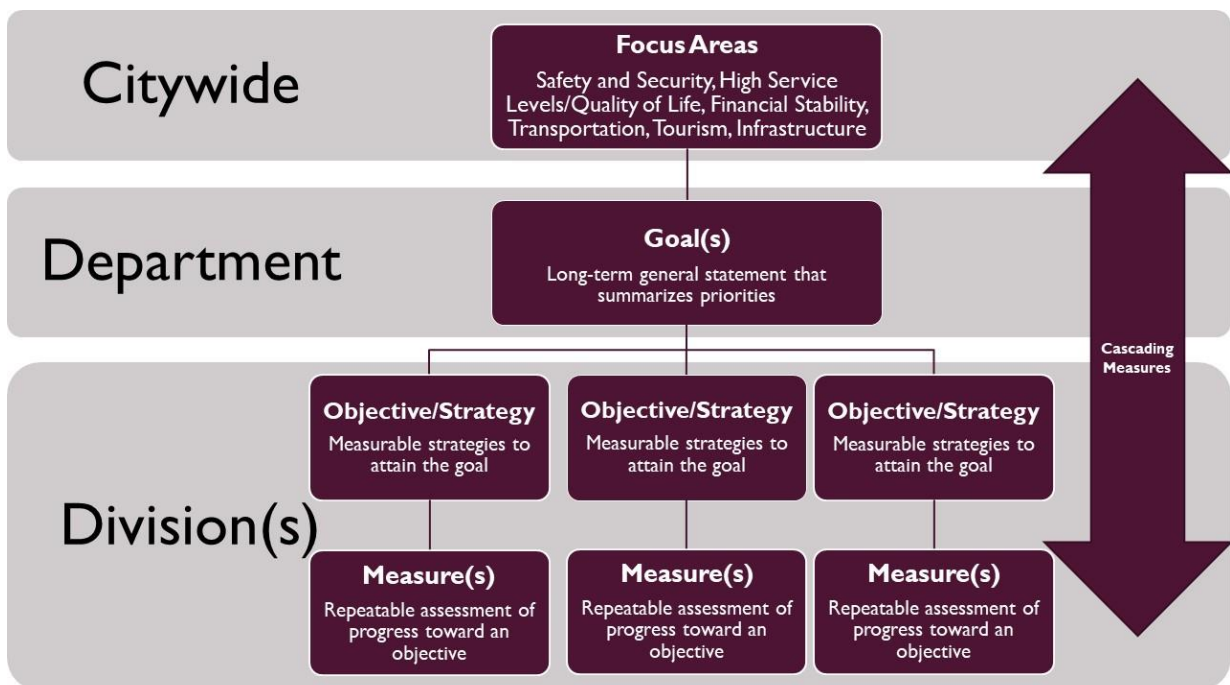 Citywide
Focus Areas
Safety and Security, High Service
Levels/Quality of Life, Financial Stability,
Transportation, Tourism, Infrastructure
Department
Goal(s)
Long-term general statement that
summarizes priorities
Cascading
Measures
Division(s)
Objective/Strategy
Measurable strategies to
attain the goal
Objective/Strategy
Measurable strategies to
attain the goal
Objective/Strategy
Measurable strategies to
attain the goal
Measure(s)
Repeatable assessment of
progress toward an
objective
Measure(s)
Repeatable assessment of
progress toward an
objective
Measure(s)
Repeatable assessment of
progress toward an
objective